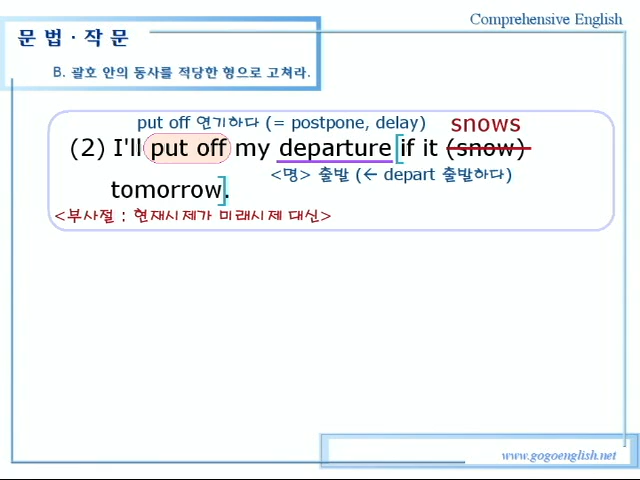 Comprehensive English
문 법 · 작 문
B. 괄호 안의 동사를 적당한 형으로 고쳐라.
put off 연기하다 (= postpone, delay) snows
(2) I'll put off my departure [if it (snow)
<명> 출발 (← depart 출발하다)
tomorrow].
<부사절 : 현재시제가 미래시제 대신>
www.gogoenglish.net